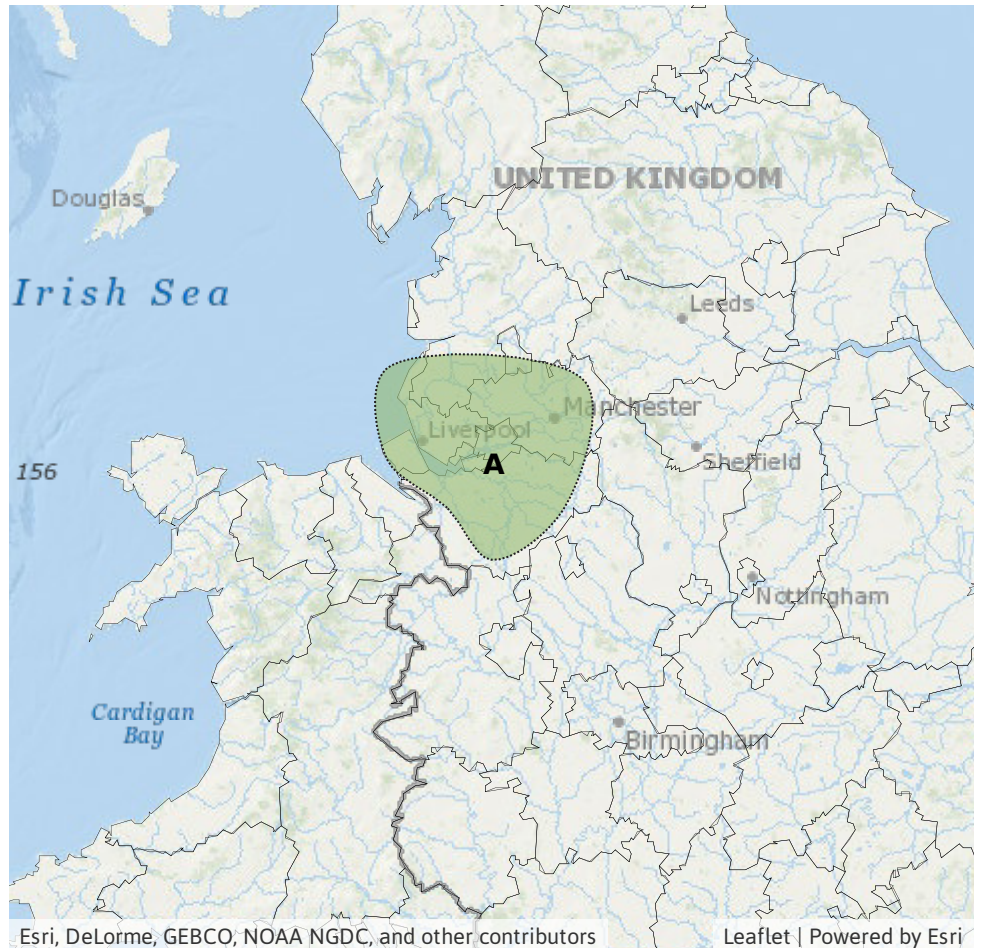 UNITED KINGDOM
Douglas
Irish Sea
Leeds
Manchester
Liverpool
A
Sheffield
156
Nottingham
Cardigan
Bay
Birmingham
Esri, DeLorme, GEBCO, NOAA NGDC, and other contributors
Leaflet | Powered by Esri